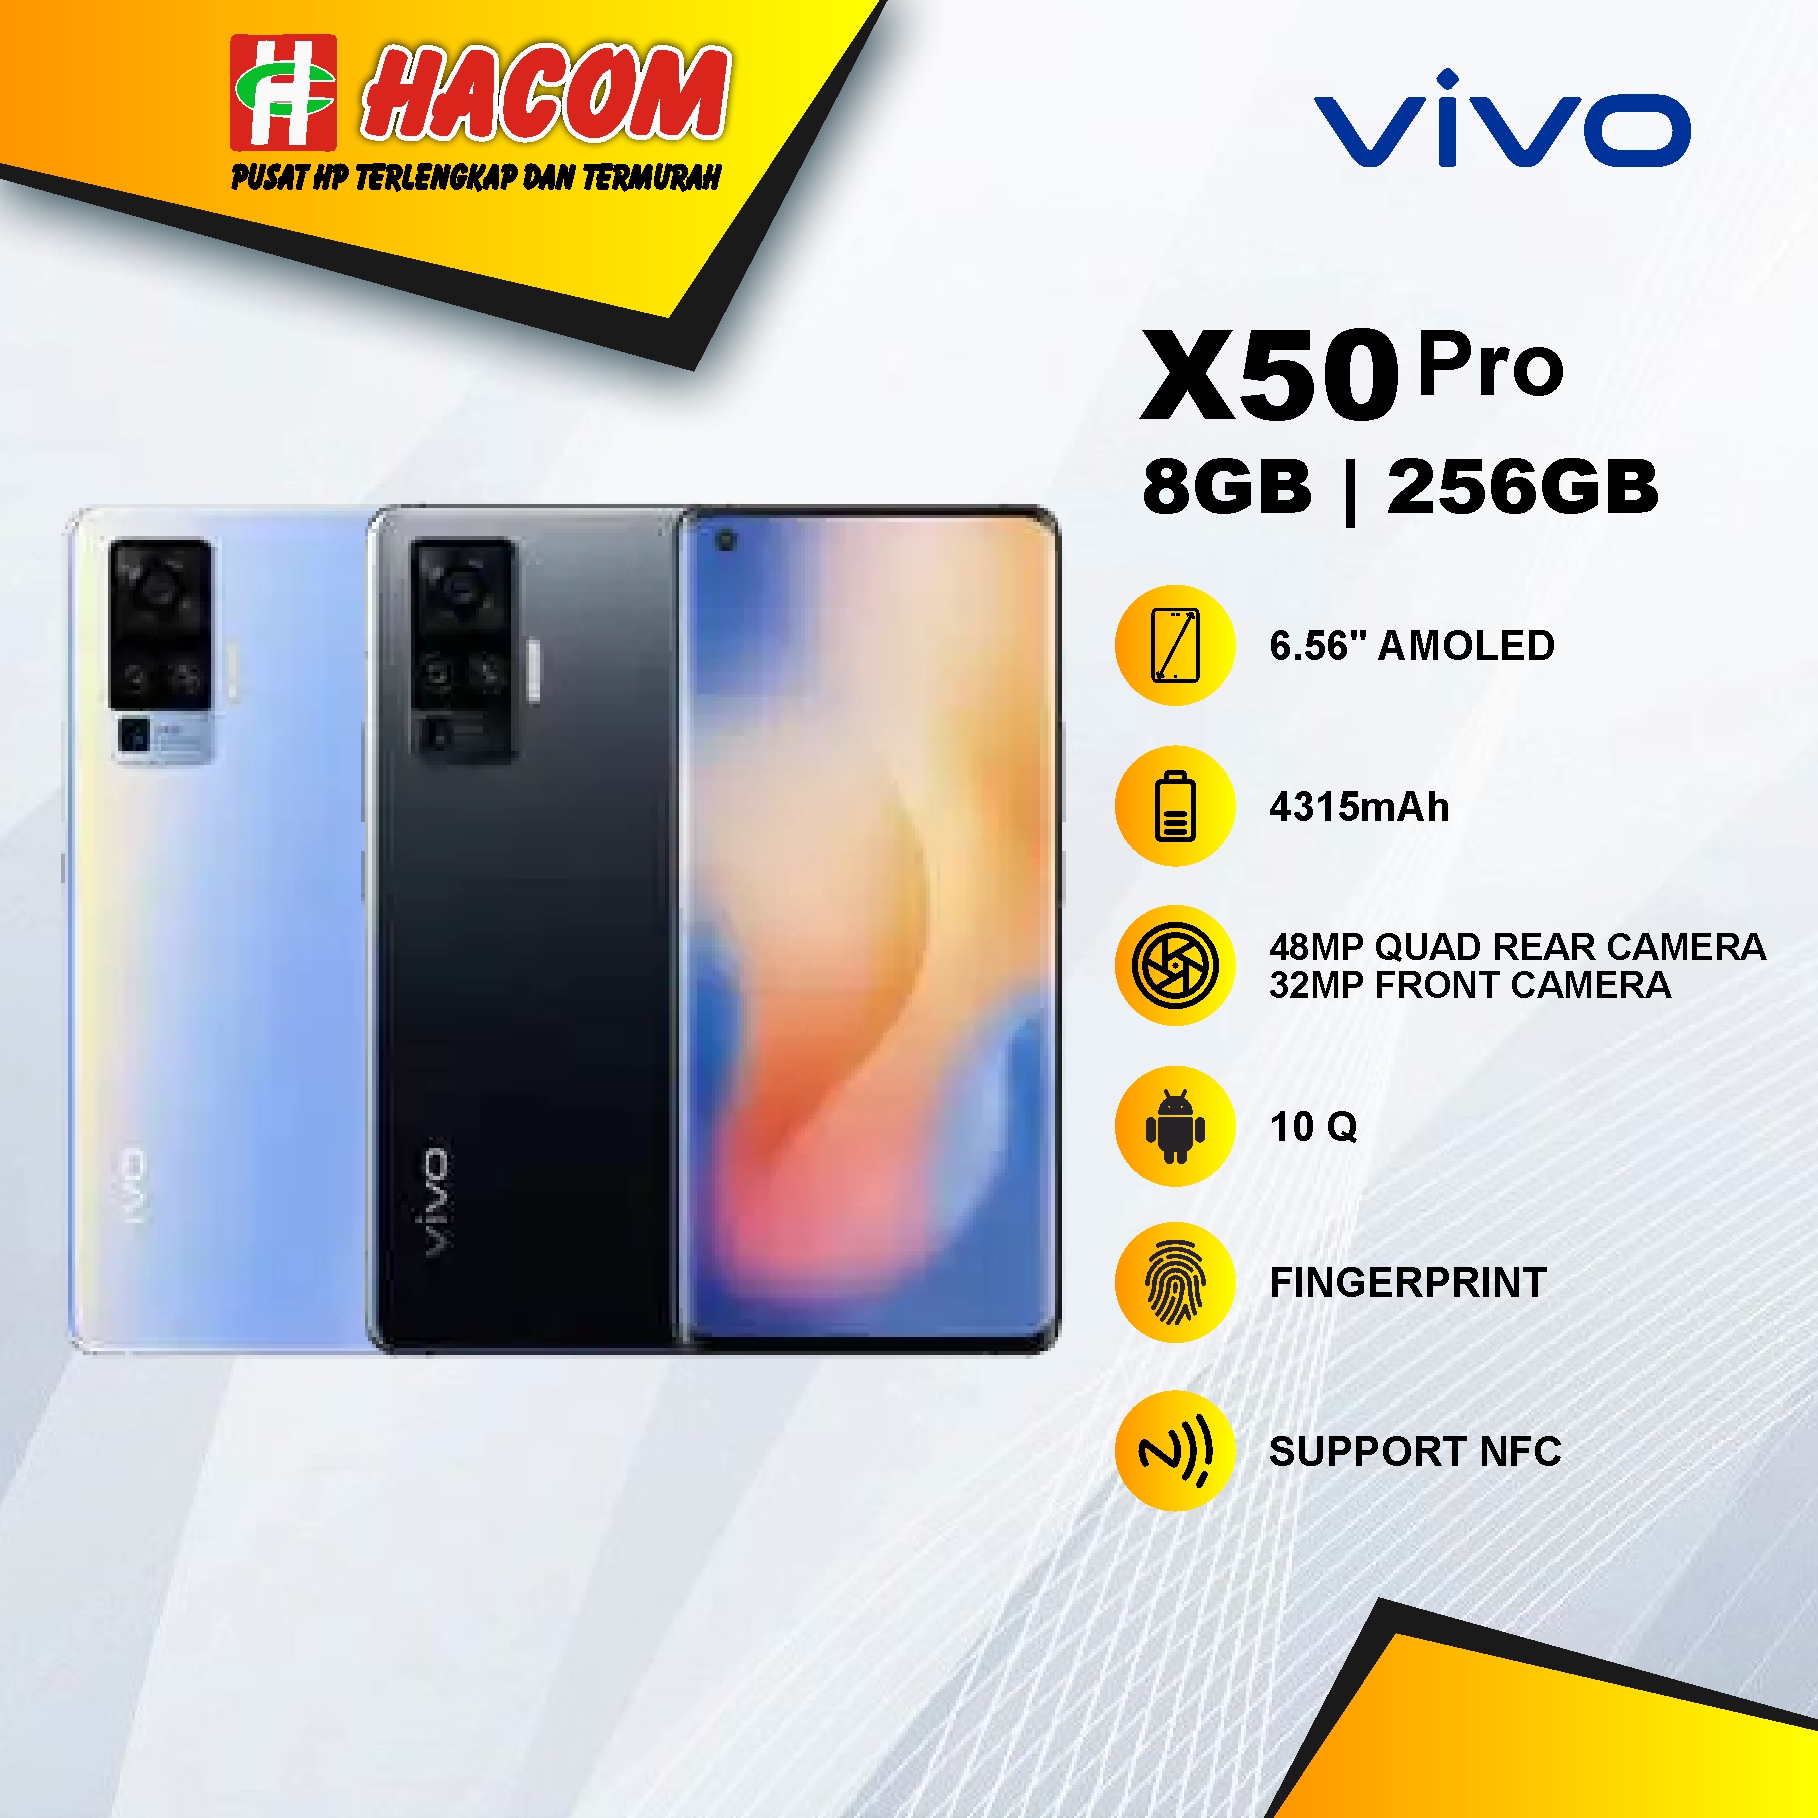 HACOM
PUSAT HP TERLENGKAP DAN TERMURAH
vivo
X50 Pro
8GB | 256GB
6.56" AMOLED
4315mAh
48MP QUAD REAR CAMERA
32MP FRONT CAMERA
10 Q
FINGERPRINT
SUPPORT NFC
vivo
vivo